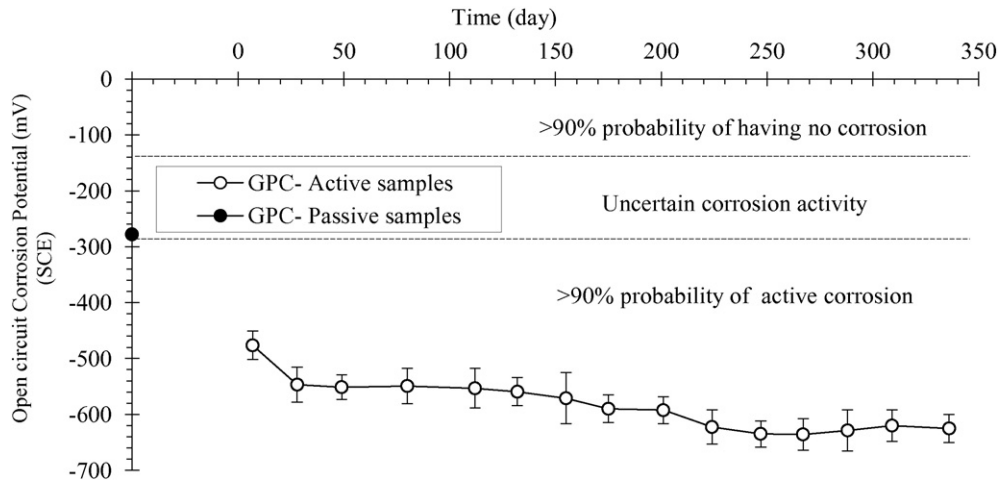 Time (day)
0 50 100 150 200 250 300 350
0
-100
-200
-300
-400
-500
-600
-700
Open circuit Corrosion Potential (mV)
(SCE)
>90% probability of having no corrosion
GPC- Active samples
GPC- Passive samples
Uncertain corrosion activity
>90% probability of active corrosion